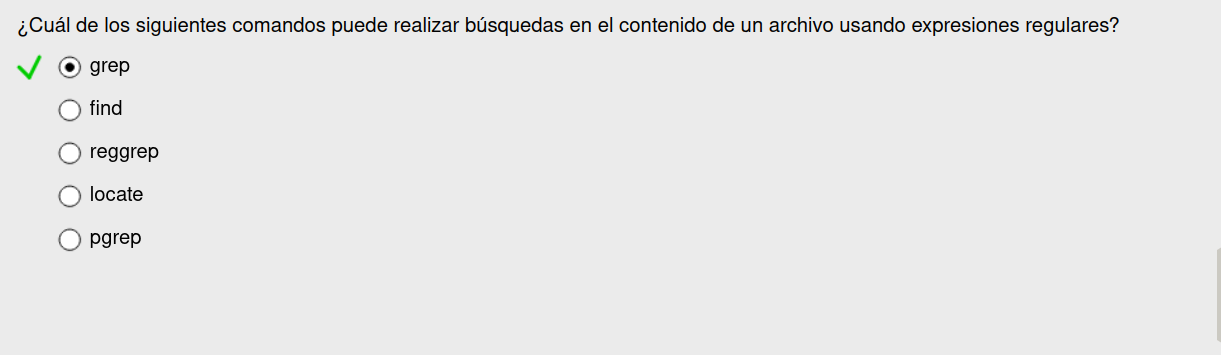 ¿Cuál de los siguientes comandos puede realizar búsquedas en el contenido de un archivo usando expresiones regulares?
grep
find
reggrep
locate
pgrep